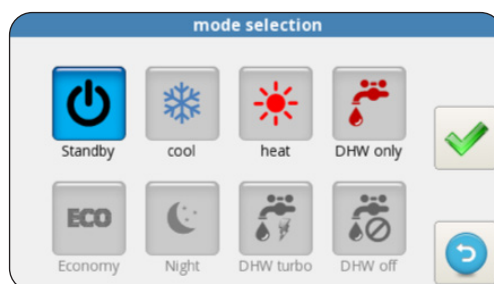 mode selection
Standby cool heat DHW only
ECO
Economy Night DHW turbo DHW off